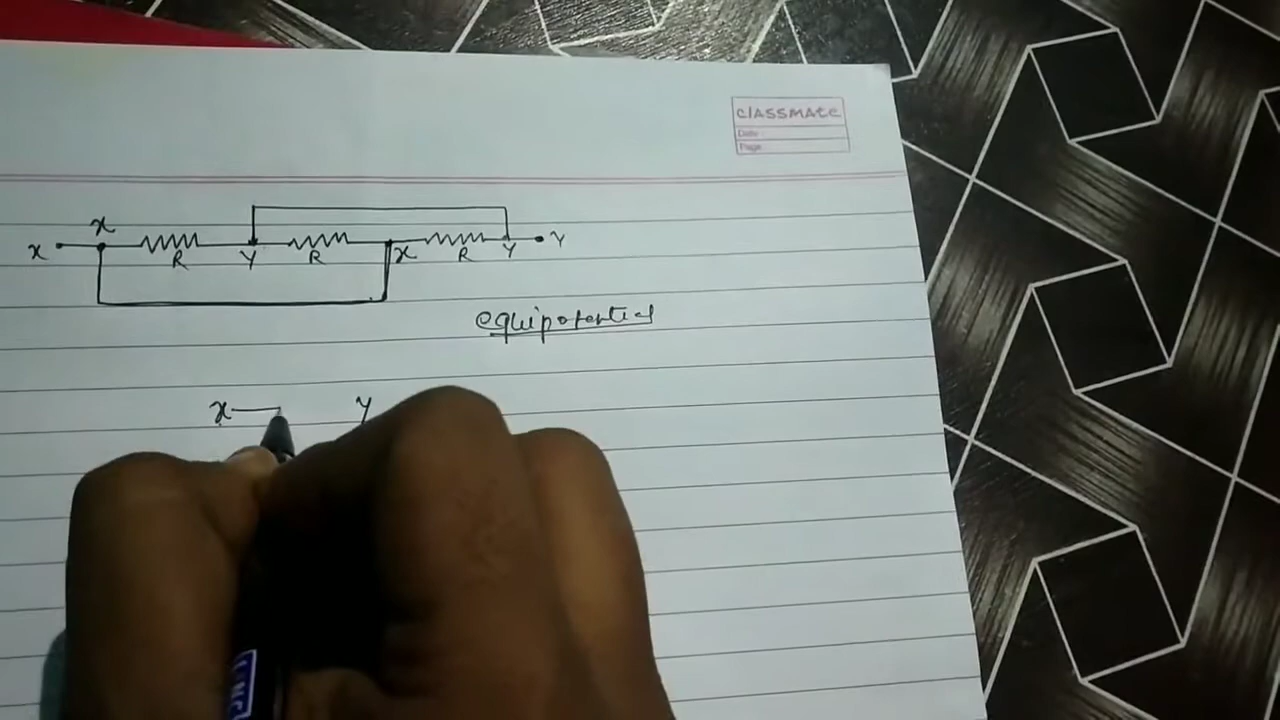 CLASSMATE
Date :
Page :
x
x R Y R x R Y Y
equipotential
x Y